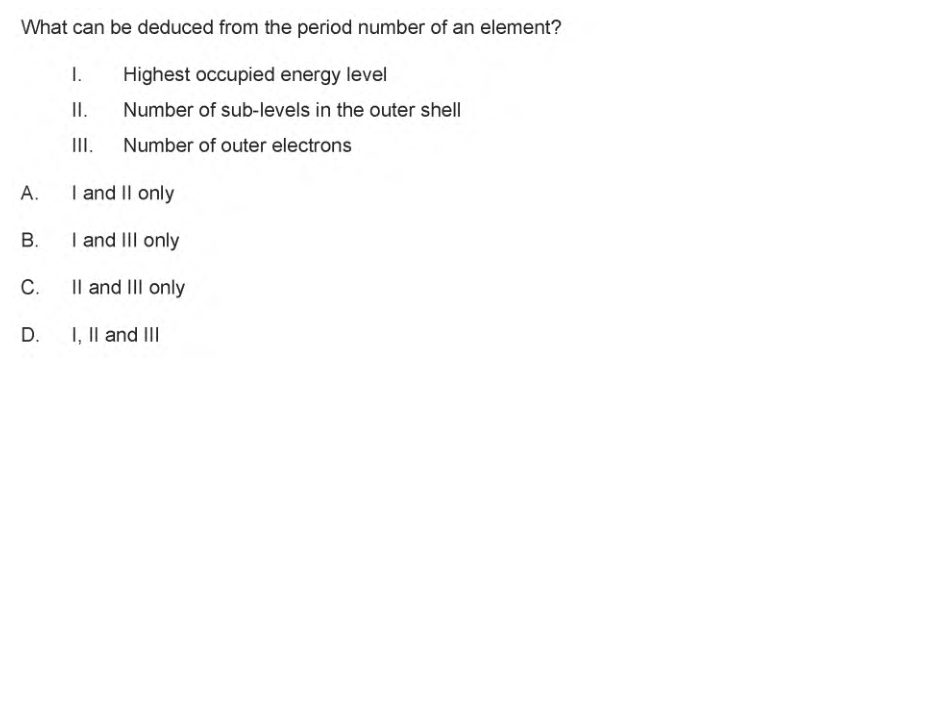 What can be deduced from the period number of an element?
I. Highest occupied energy level
II. Number of sub-levels in the outer shell
III. Number of outer electrons
A. I and II only
B. I and III only
C. II and III only
D. I, II and III